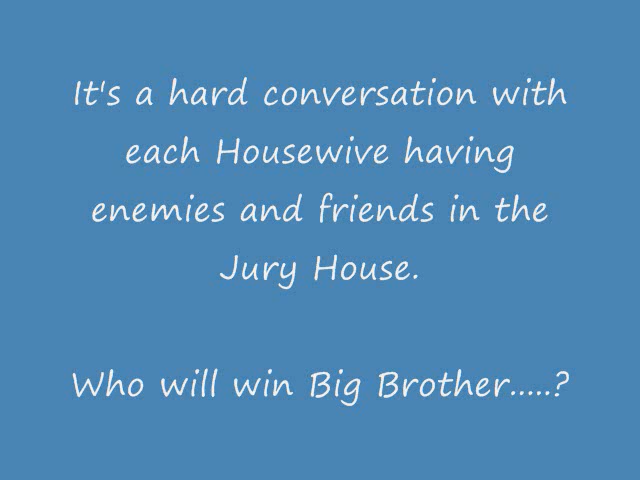 It's a hard conversation with
each Housewive having
enemies and friends in the
Jury House.
Who will win Big Brother.....?